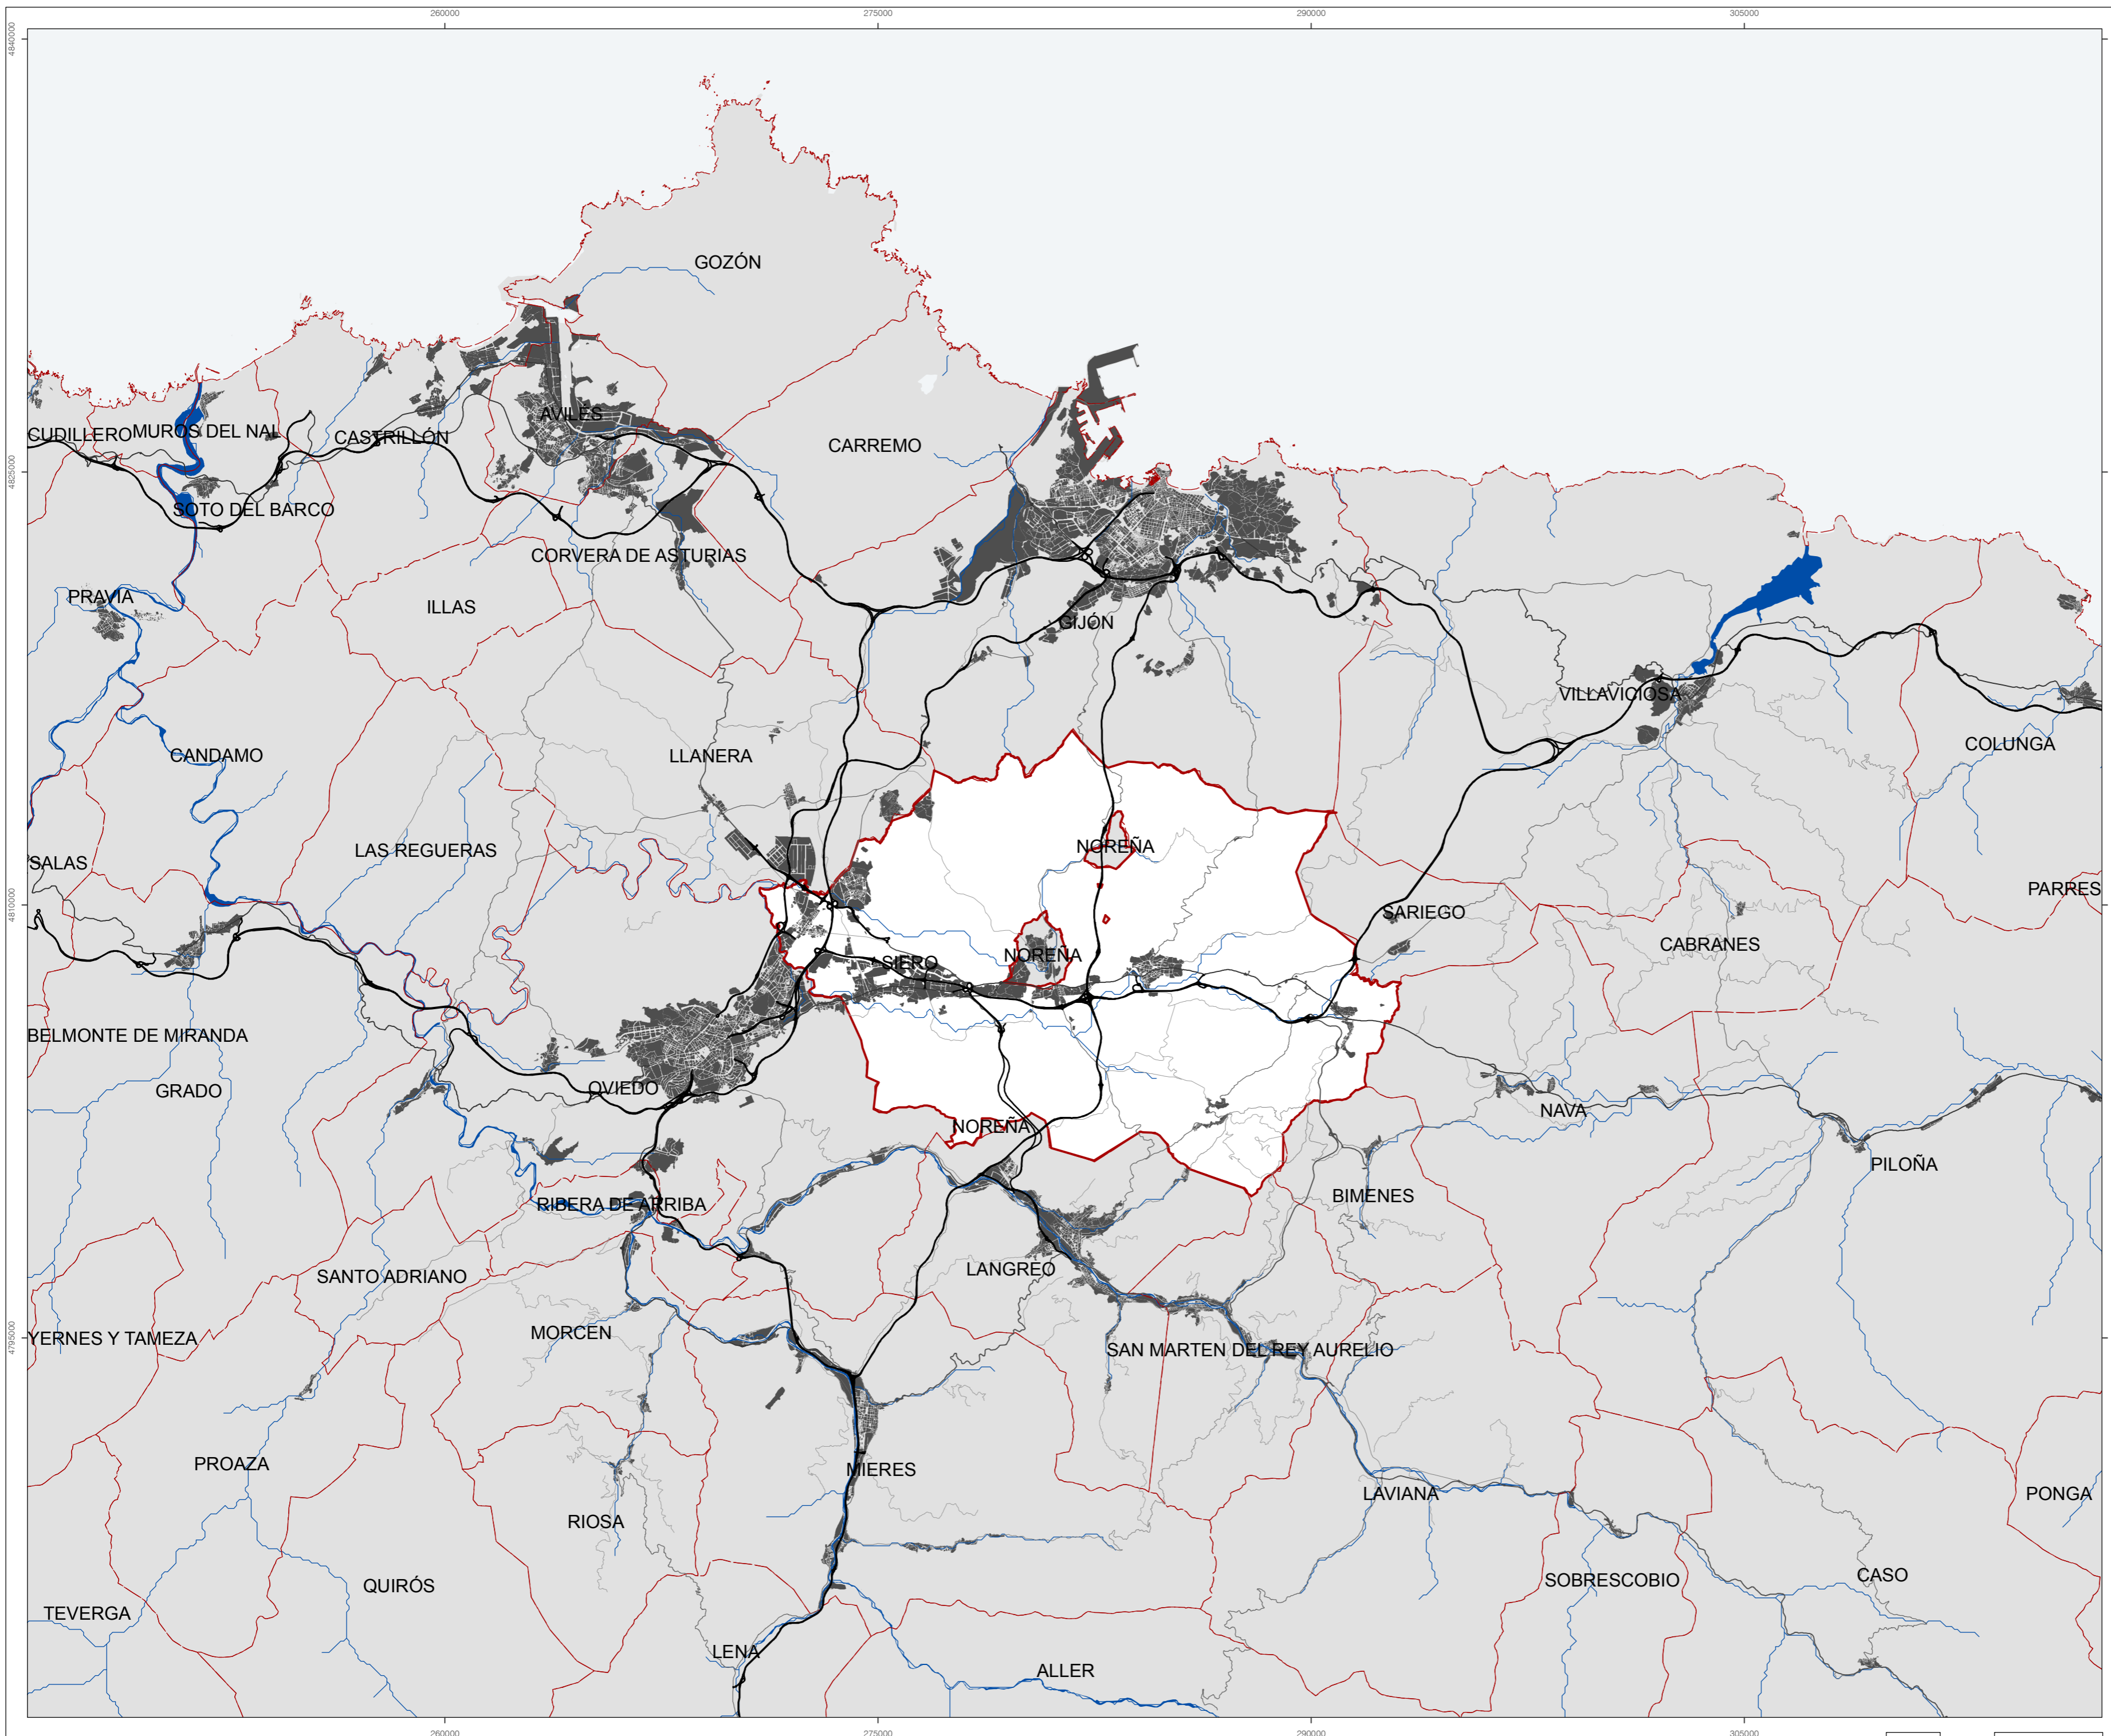 260000
275000
290000
305000
4840000
GOZÓN
AVILÉS
CUDILLERO
MUROS DEL NAL
CASTRILLÓN
CARREMO
4825000
SOTO DEL BARCO
CORVERA DE ASTURIAS
PRAVIA
ILLAS
GIJÓN
VILLAVICIOSA
COLUNGA
CANDAMO
LLANERA
NOREÑA
LAS REGUERAS
SALAS
PARRES
4810000
SARIEGO
CABRANES
NOREÑA
SIERO
BELMONTE DE MIRANDA
GRADO
OVIEDO
NAVA
NOREÑA
PILOÑA
BIMENES
RIBERA DE ARRIBA
LANGREO
SANTO ADRIANO
MORCEN
YERNES Y TAMEZA
4795000
SAN MARTEN DEL REY AURELIO
PROAZA
MIERES
LAVIANA
PONGA
RIOSA
CASO
SOBRESCOBIO
QUIRÓS
TEVERGA
LENA
ALLER
260000
275000
290000
305000